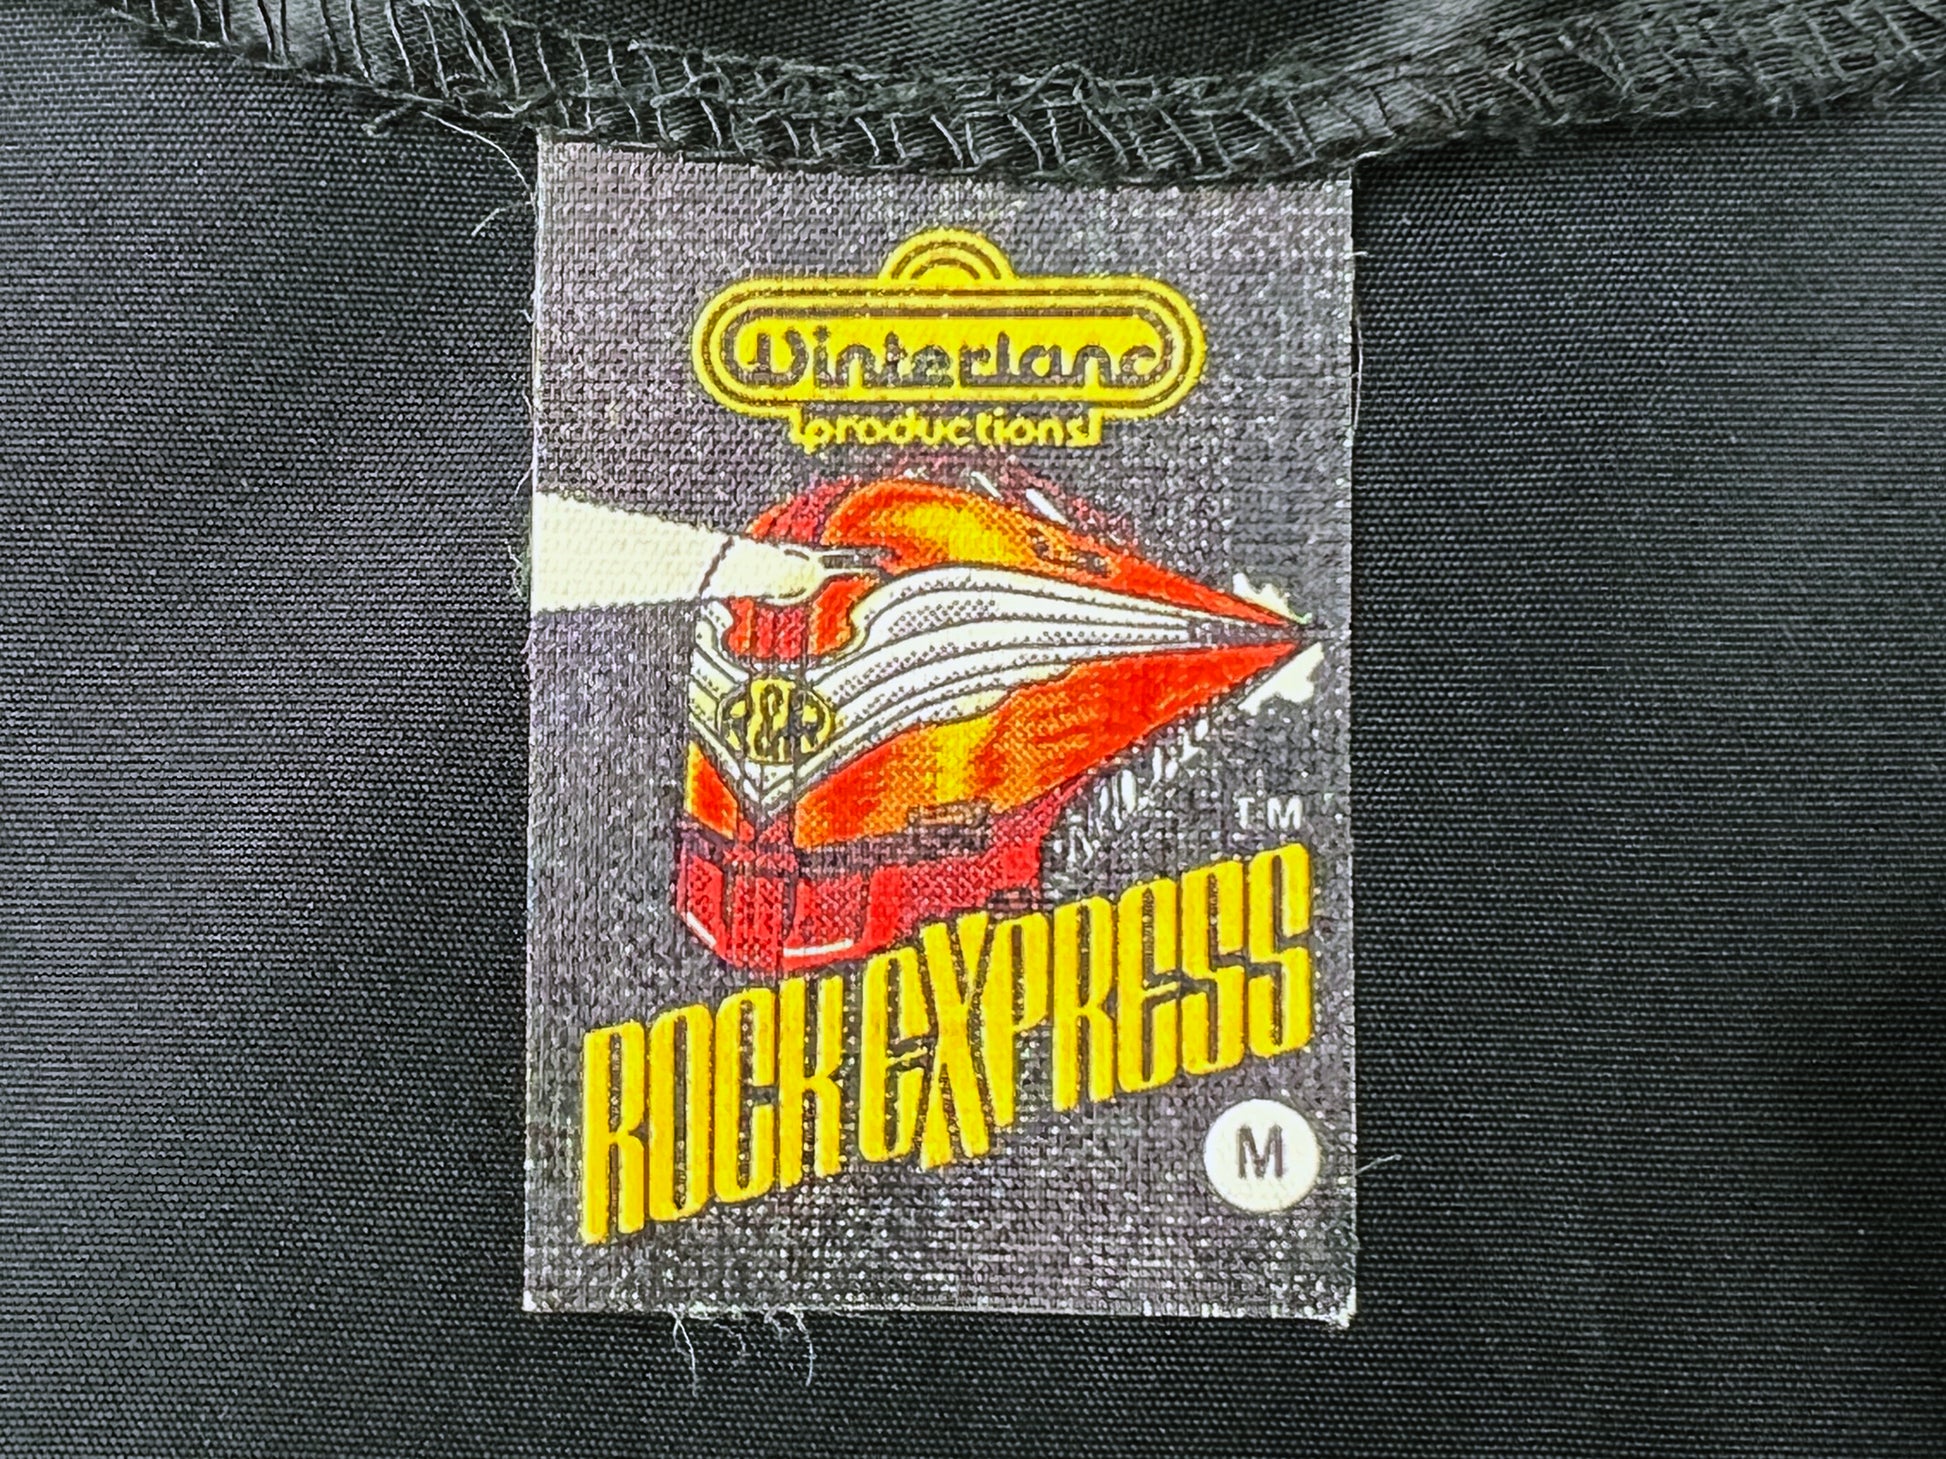 Winterland
productions
R&R
TM
ROCK EXPRESS
M